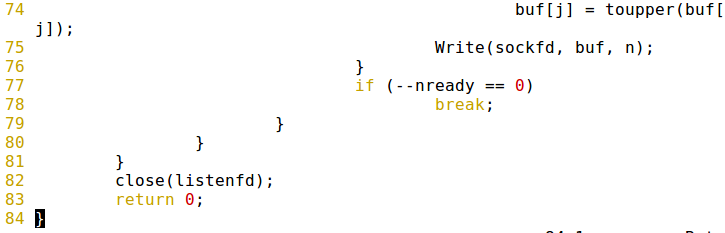 74                                                 buf[j] = toupper(buf[
j]);
75                                         Write(sockfd, buf, n);
76                                 }
77                                 if (--nready == 0)
78                                         break;
79                         }
80                 }
81         }
82         close(listenfd);
83         return 0;
84 }